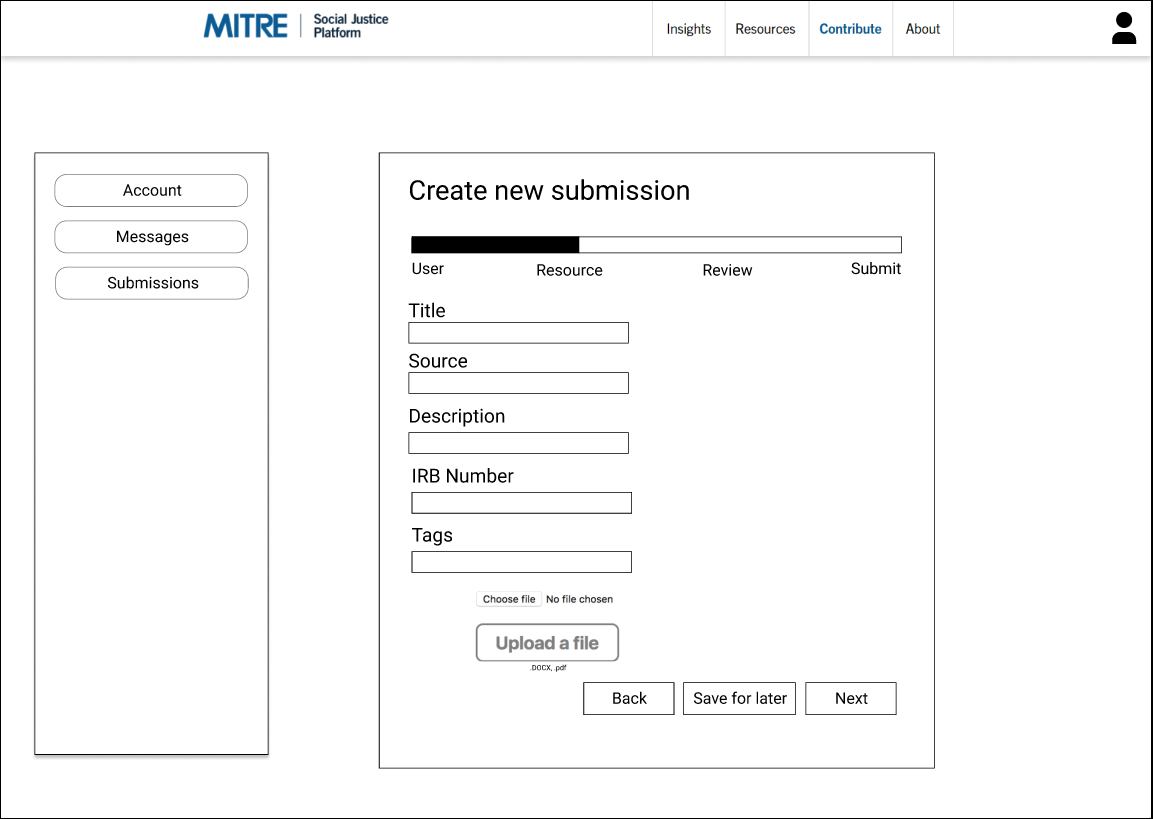 MITRE
Social Justice
Platform
Insights
Resources
Contribute
About
Account
Messages
Submissions
Create new submission
User
Resource
Review
Submit
Title
Source
Description
IRB Number
Tags
Choose file No file chosen
Upload a file
.DOCX, .pdf
Back
Save for later
Next